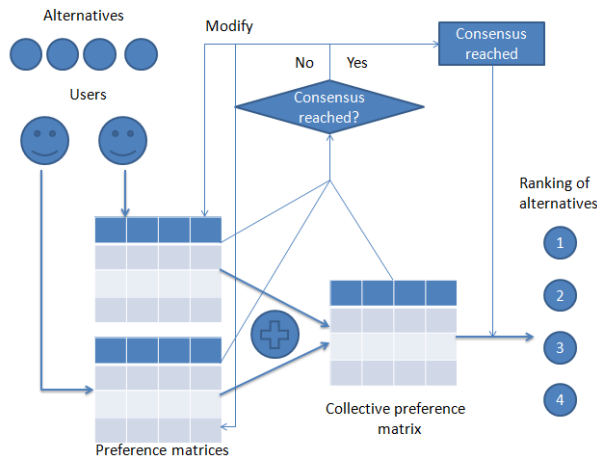 Alternatives
Users
Modify
No
Yes
Consensus
reached?
Consensus
reached
Ranking of
alternatives
1
2
3
4
Collective preference
matrix
Preference matrices